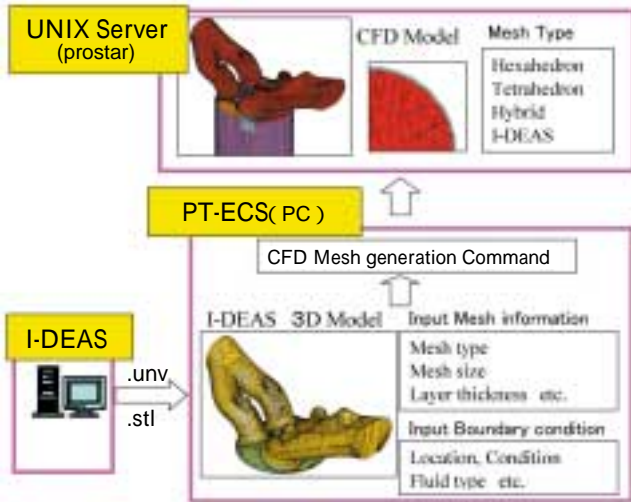 UNIX Server
(prostar)
CFD Model
Mesh Type
Hexahedron
Tetrahedron
Hybrid
I-DEAS
PT-ECS( PC )
CFD Mesh generation Command
I-DEAS 3D Model
Input Mesh information
Mesh type
Mesh size
Layer thickness etc.
I-DEAS
.unv
.stl
Input Boundary condition
Location, Condition
Fluid type etc.